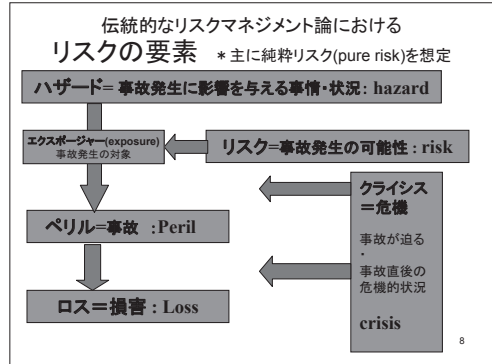 伝統的なリスクマネジメント論における
リスクの要素 *主に純粋リスク(pure risk)を想定
ハザード= 事故発生に影響を与える事情・状況: hazard
エクスポージャー(exposure)
事故発生の対象
リスク=事故発生の可能性 : risk
ペリル=事故 :Peril
ロス=損害 : Loss
クライシス
=危機
事故が迫る
・
事故直後の
危機的状況
crisis
8